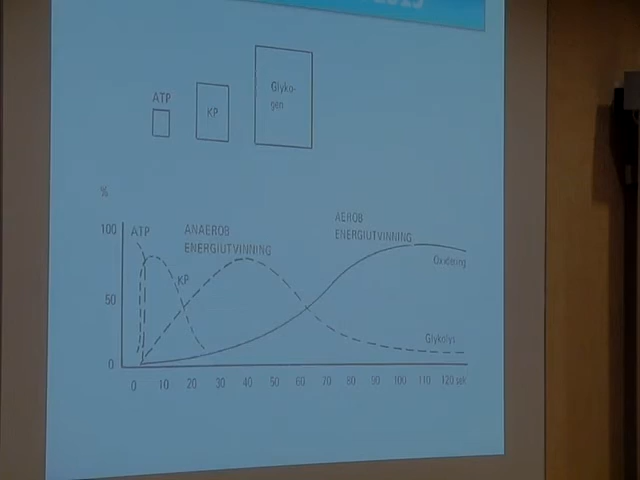 2013
ATP
KP
Glyko-
gen
%
100
ATP
ANAEROB
ENERGIUTVINNING
AEROB
ENERGIUTVINNING
KP
Oxidering
50
Glykolys
0
0 10 20 30 40 50 60 70 80 90 100 110 120 sek